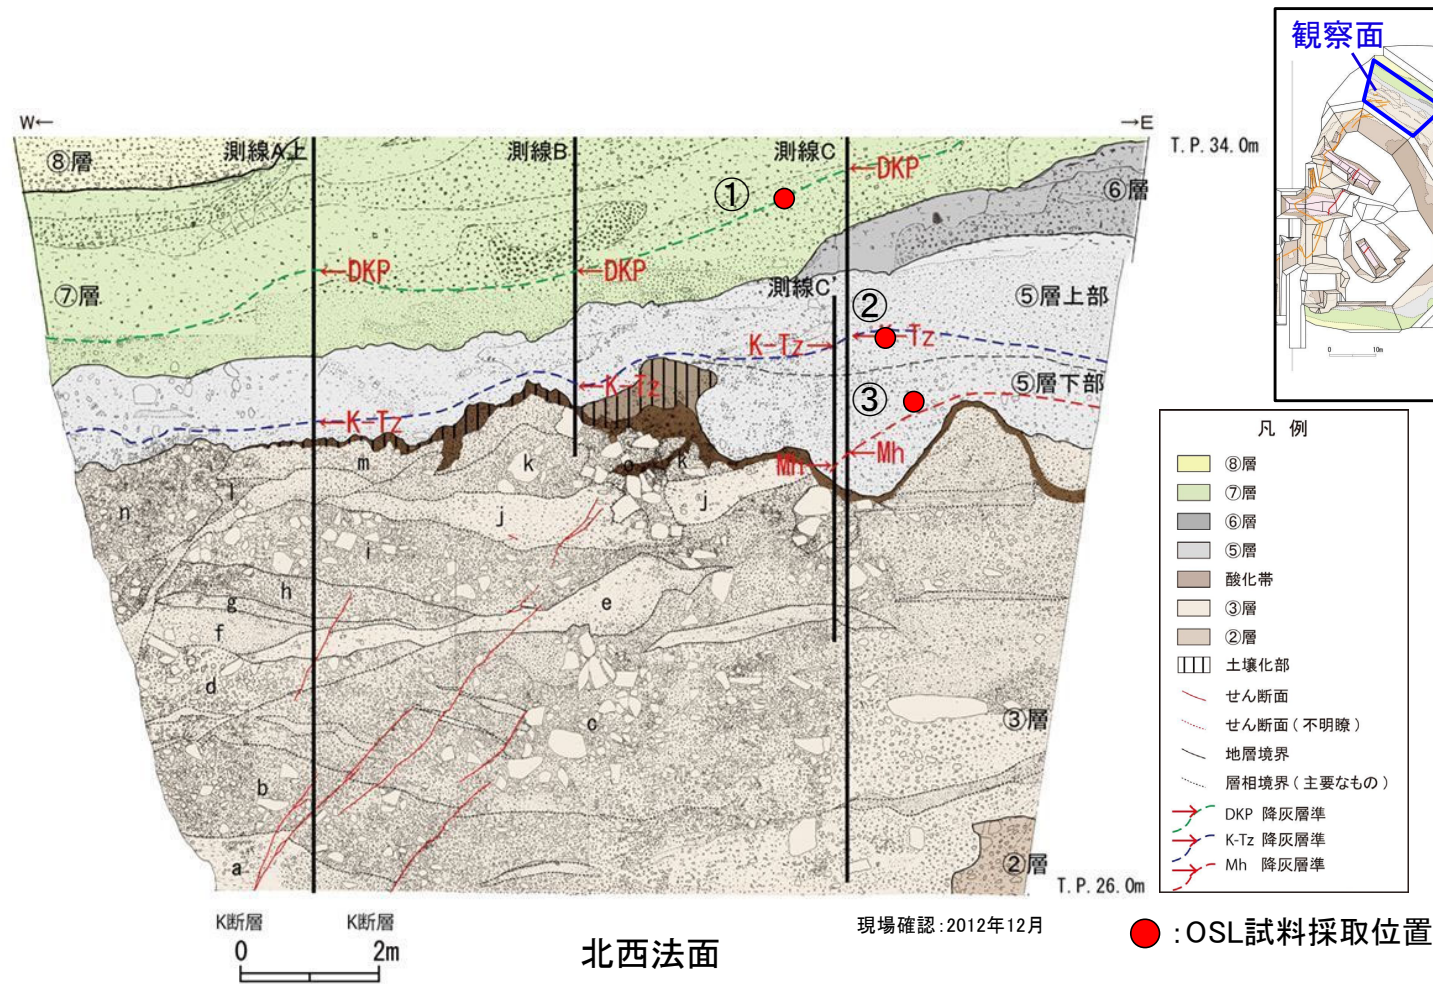 観察面
W←
→E
T.P.34.0m
⑧層
測線A上
測線B
測線C
←DKP
①
⑥層
←DKP
←DKP
⑦層
測線C'
⑤層上部
②
K-Tz→
←K-Tz
⑤層下部
←K-Tz
③
←K-Tz
←Mh
Mh→
m
k
o
k
l
n
j
j
i
h
g
e
f
d
c
③層
b
a
②層
T.P.26.0m
0
10m
凡 例
⑧層
⑦層
⑥層
⑤層
酸化帯
③層
②層
土壌化部
せん断面
せん断面(不明瞭)
地層境界
層相境界(主要なもの)
DKP 降灰層準
K-Tz 降灰層準
Mh 降灰層準
K断層
K断層
0
2m
北西法面
現場確認:2012年12月
:OSL試料採取位置